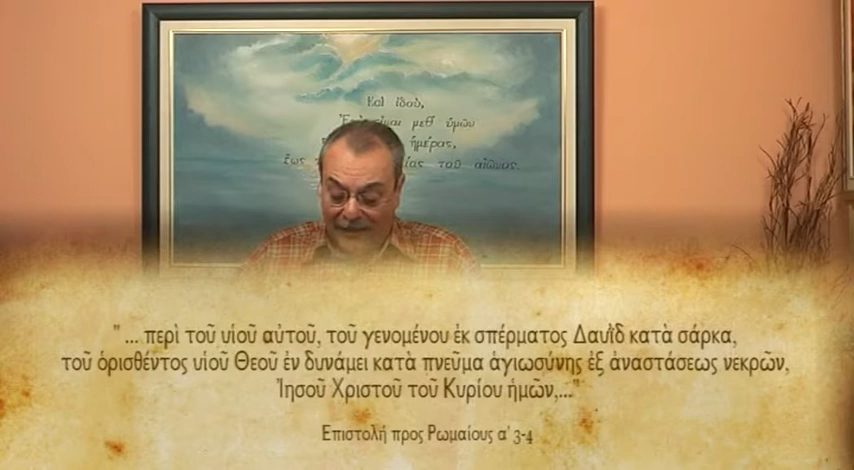 Καὶ ἰδού,
εἶμαι μεθ' ὑμῶν
ἡμέρας,
ἕως τοῦ αἰῶνος.
" ... περὶ τοῦ υἱοῦ αὐτοῦ, τοῦ γενομένου ἐκ σπέρματος Δαυῒδ κατὰ σάρκα,
τοῦ ὁρισθέντος υἱοῦ Θεοῦ ἐν δυνάμει κατὰ πνεῦμα ἁγιωσύνης ἐξ ἀναστάσεως νεκρῶν,
Ἰησοῦ Χριστοῦ τοῦ Κυρίου ἡμῶν,..."
Επιστολή προς Ρωμαίους α' 3-4